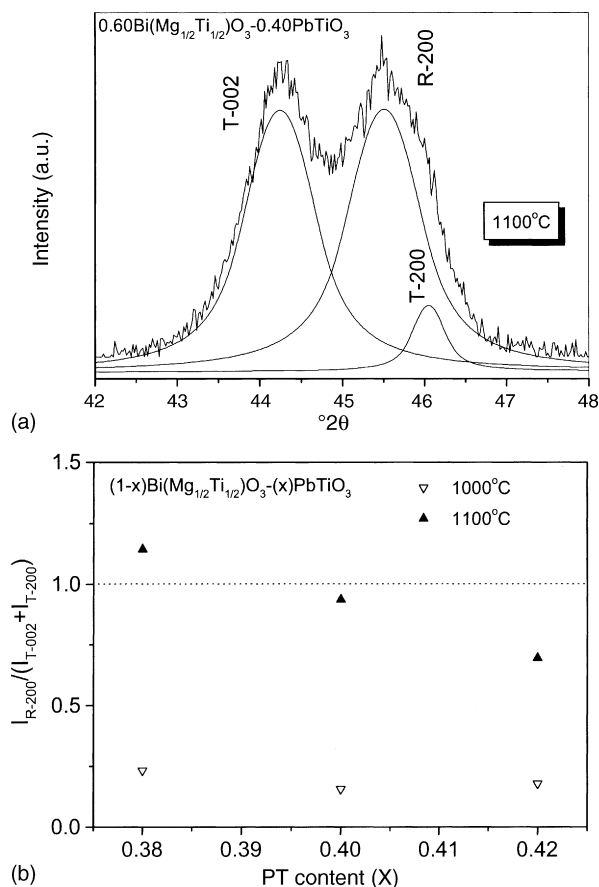 0.60Bi(Mg1/2Ti1/2)O3-0.40PbTiO3
T-002
R-200
T-200
1100°C
Intensity (a.u.)
42 43 44 45 46 47 48
°2θ
(a)
(1-x)Bi(Mg1/2Ti1/2)O3-(x)PbTiO3
1000°C
1100°C
1.5
1.0
0.5
0.0
IR-200/(IT-002+IT-200)
0.38 0.39 0.40 0.41 0.42
PT content (X)
(b)